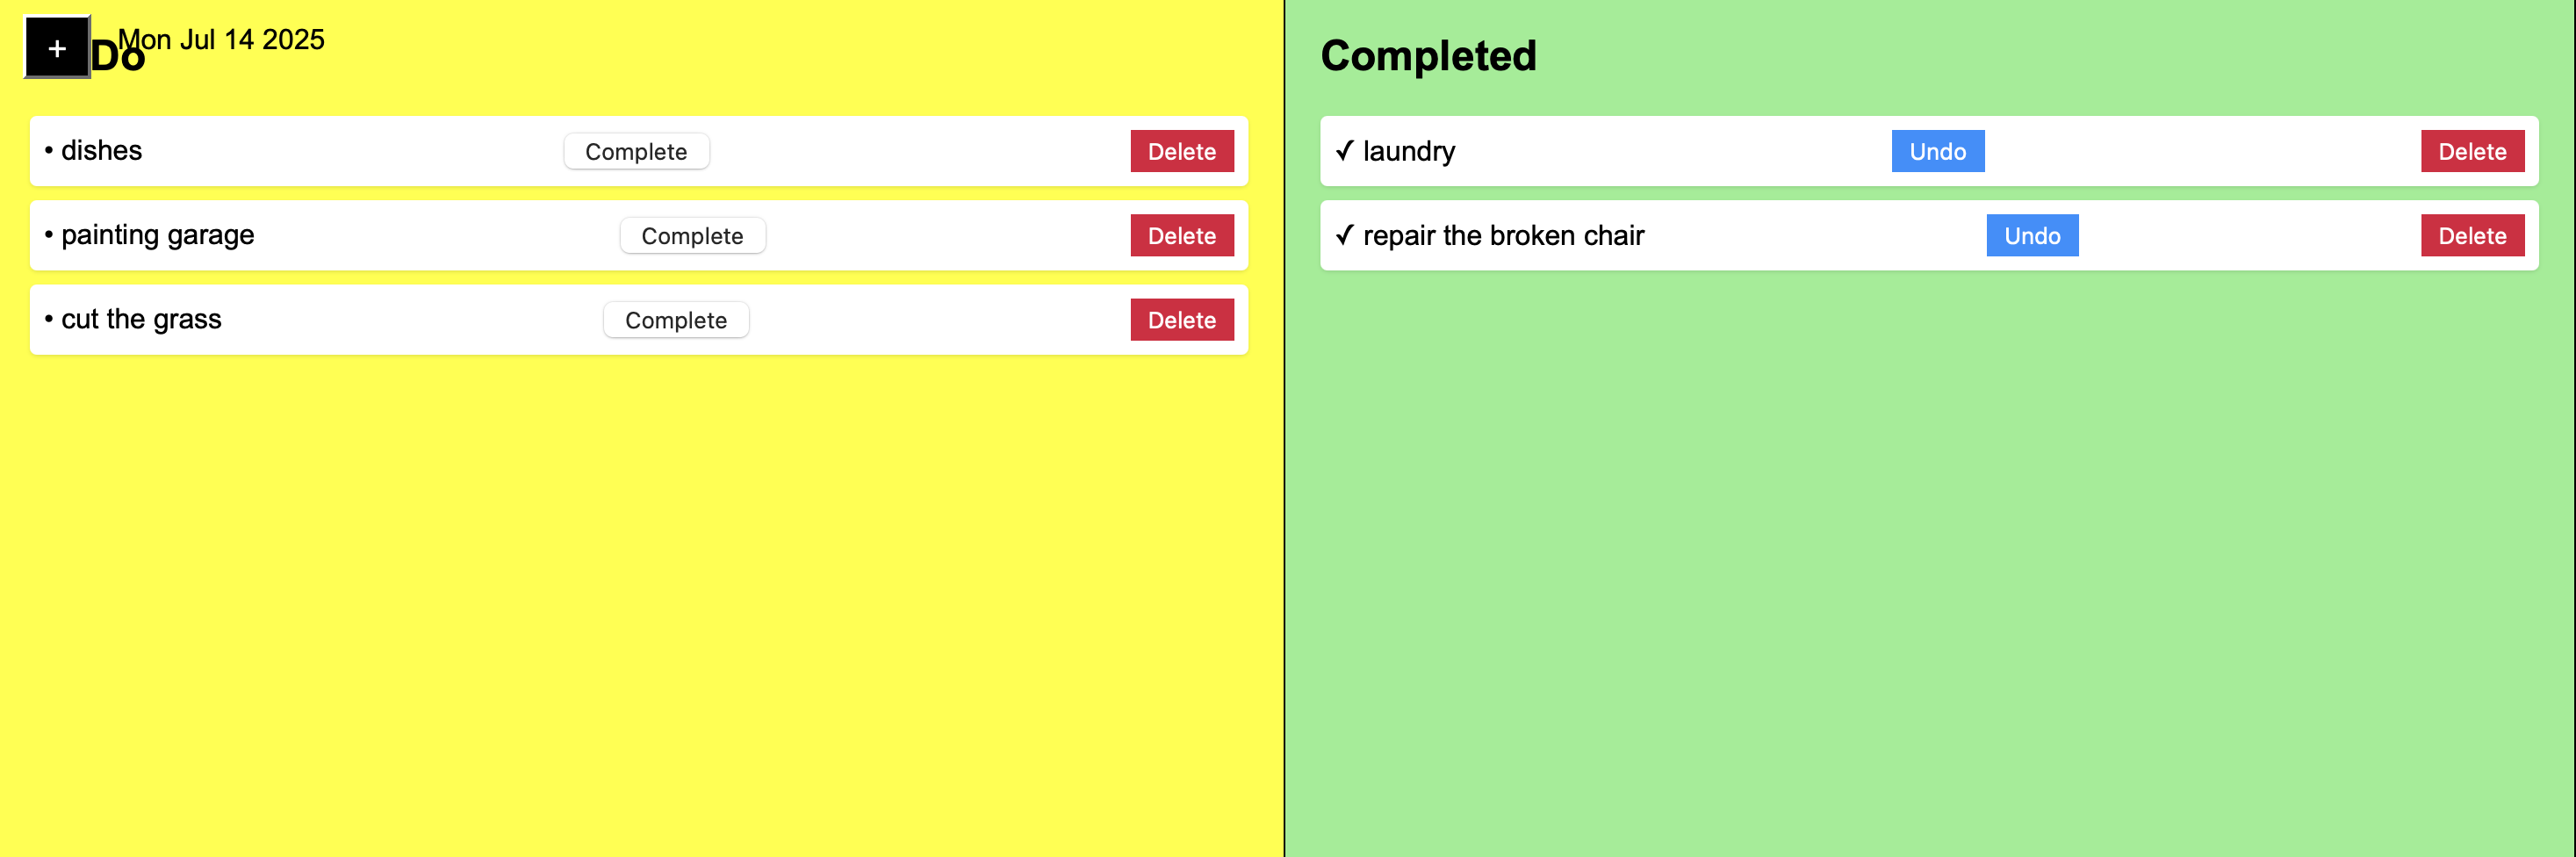 + Do Mon Jul 14 2025
• dishes Complete Delete
• painting garage Complete Delete
• cut the grass Complete Delete
Completed
✓ laundry Undo Delete
✓ repair the broken chair Undo Delete